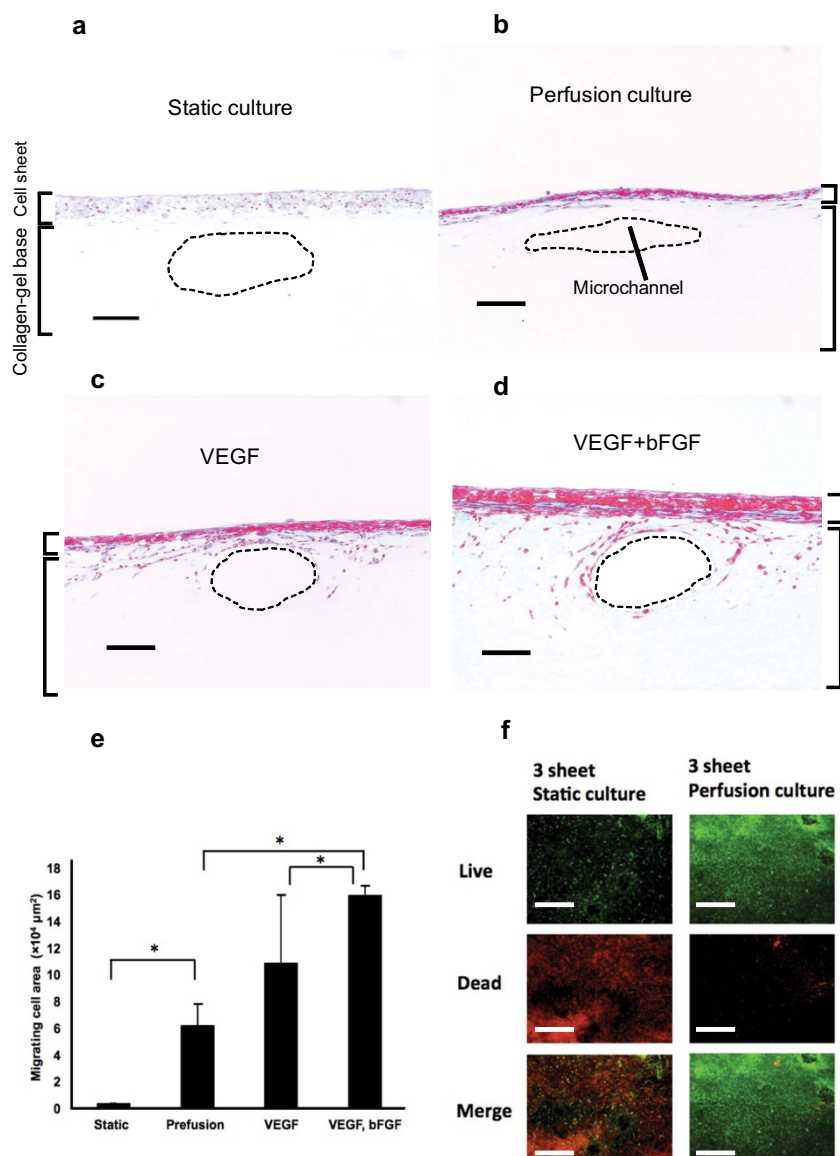 a
b
Static culture
Perfusion culture
Cell sheet
Collagen-gel base
Microchannel
c
d
VEGF
VEGF+bFGF
e
f
3 sheet
Static culture
3 sheet
Perfusion culture
Live
Dead
Merge
Migrating cell area (×10⁴ μm²)
18
16
14
12
10
8
6
4
2
0
*
*
*
Static
Prefusion
VEGF
VEGF, bFGF